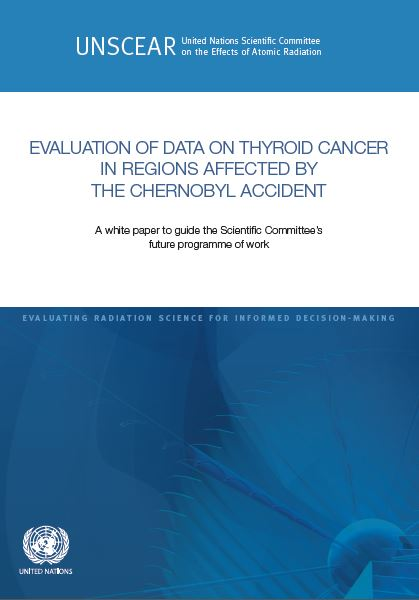 UNSCEAR
United Nations Scientific Committee
on the Effects of Atomic Radiation
EVALUATION OF DATA ON THYROID CANCER
IN REGIONS AFFECTED BY
THE CHERNOBYL ACCIDENT
A white paper to guide the Scientific Committee's
future programme of work
EVALUATING RADIATION SCIENCE FOR INFORMED DECISION-MAKING
UNITED NATIONS